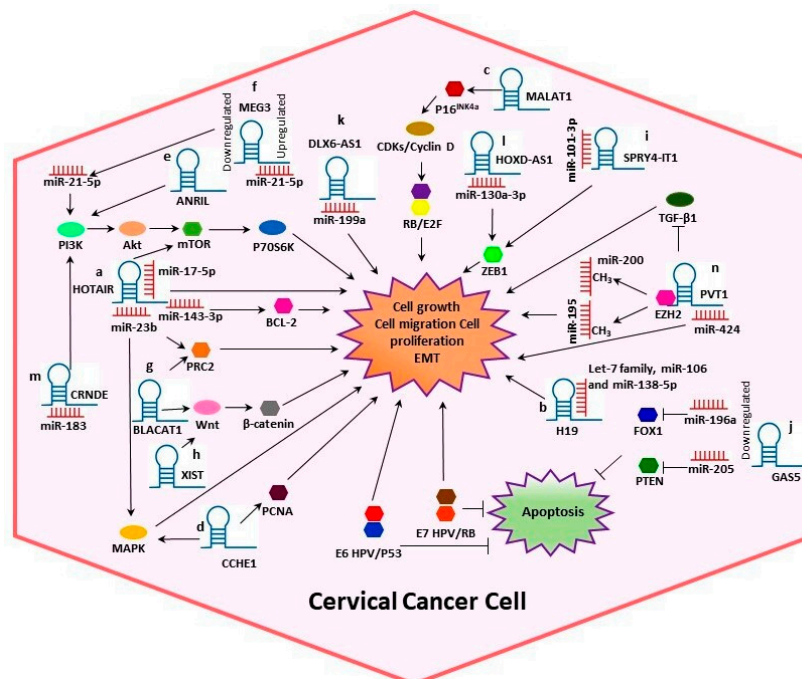 c
MALAT1
P16INK4a
f
MEG3
Downregulated
Upregulated
miR-21-5p
miR-21-5p
k
DLX6-AS1
miR-199a
CDKs/Cyclin D
l
HOXD-AS1
miR-130a-3p
miR-101-3p
i
SPRY4-IT1
e
ANRIL
RB/E2F
PI3K
Akt
mTOR
P70S6K
TGF-β1
ZEB1
a
HOTAIR
miR-17-5p
miR-143-3p
miR-23b
BCL-2
miR-200
CH3
n
PVT1
EZH2
miR-195
CH3
miR-424
Cell growth
Cell migration Cell
proliferation
EMT
m
CRNDE
miR-183
g
BLACAT1
PRC2
Wnt
β-catenin
h
XIST
Let-7 family, miR-106
and miR-138-5p
b
H19
FOX1
miR-196a
PTEN
miR-205
Downregulated
j
GAS5
MAPK
d
CCHE1
PCNA
E6 HPV/P53
E7 HPV/RB
Apoptosis
Cervical Cancer Cell